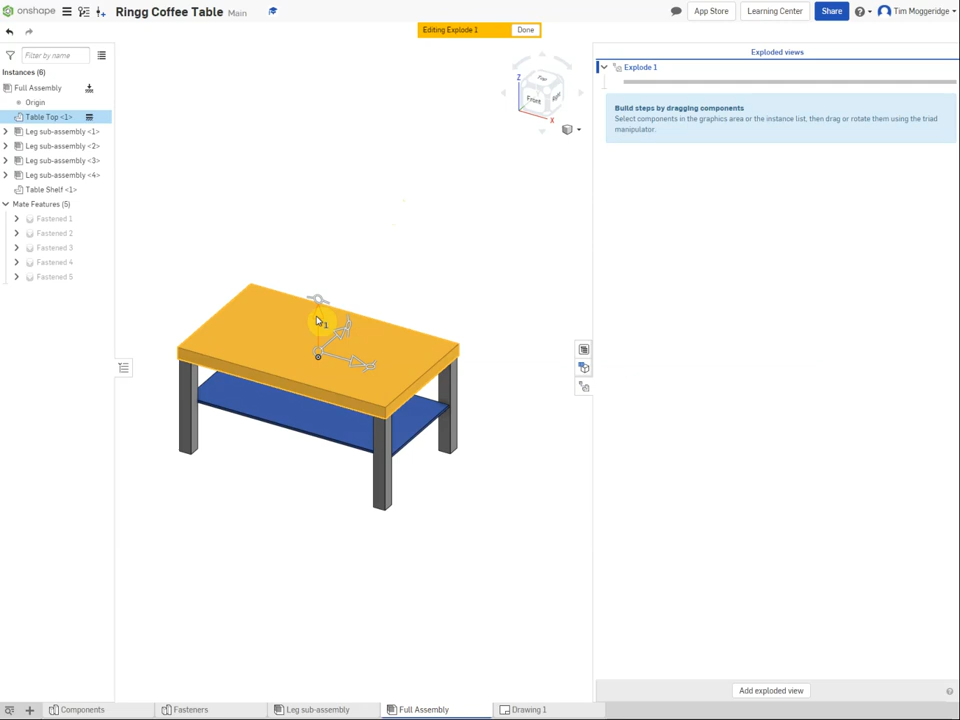 onshape
Ringg Coffee Table Main
App Store
Learning Center
Share
Tim Moggeridge
Editing Explode 1
Done
Filter by name
Instances (6)
Full Assembly
Origin
Table Top <1>
Leg sub-assembly <1>
Leg sub-assembly <2>
Leg sub-assembly <3>
Leg sub-assembly <4>
Table Shelf <1>
Mate Features (5)
Fastened 1
Fastened 2
Fastened 3
Fastened 4
Fastened 5
Z
Front
Right
X
1
Exploded views
Explode 1
Build steps by dragging components
Select components in the graphics area or the instance list, then drag or rotate them using the triad
manipulator.
Add exploded view
Components
Fasteners
Leg sub-assembly
Full Assembly
Drawing 1